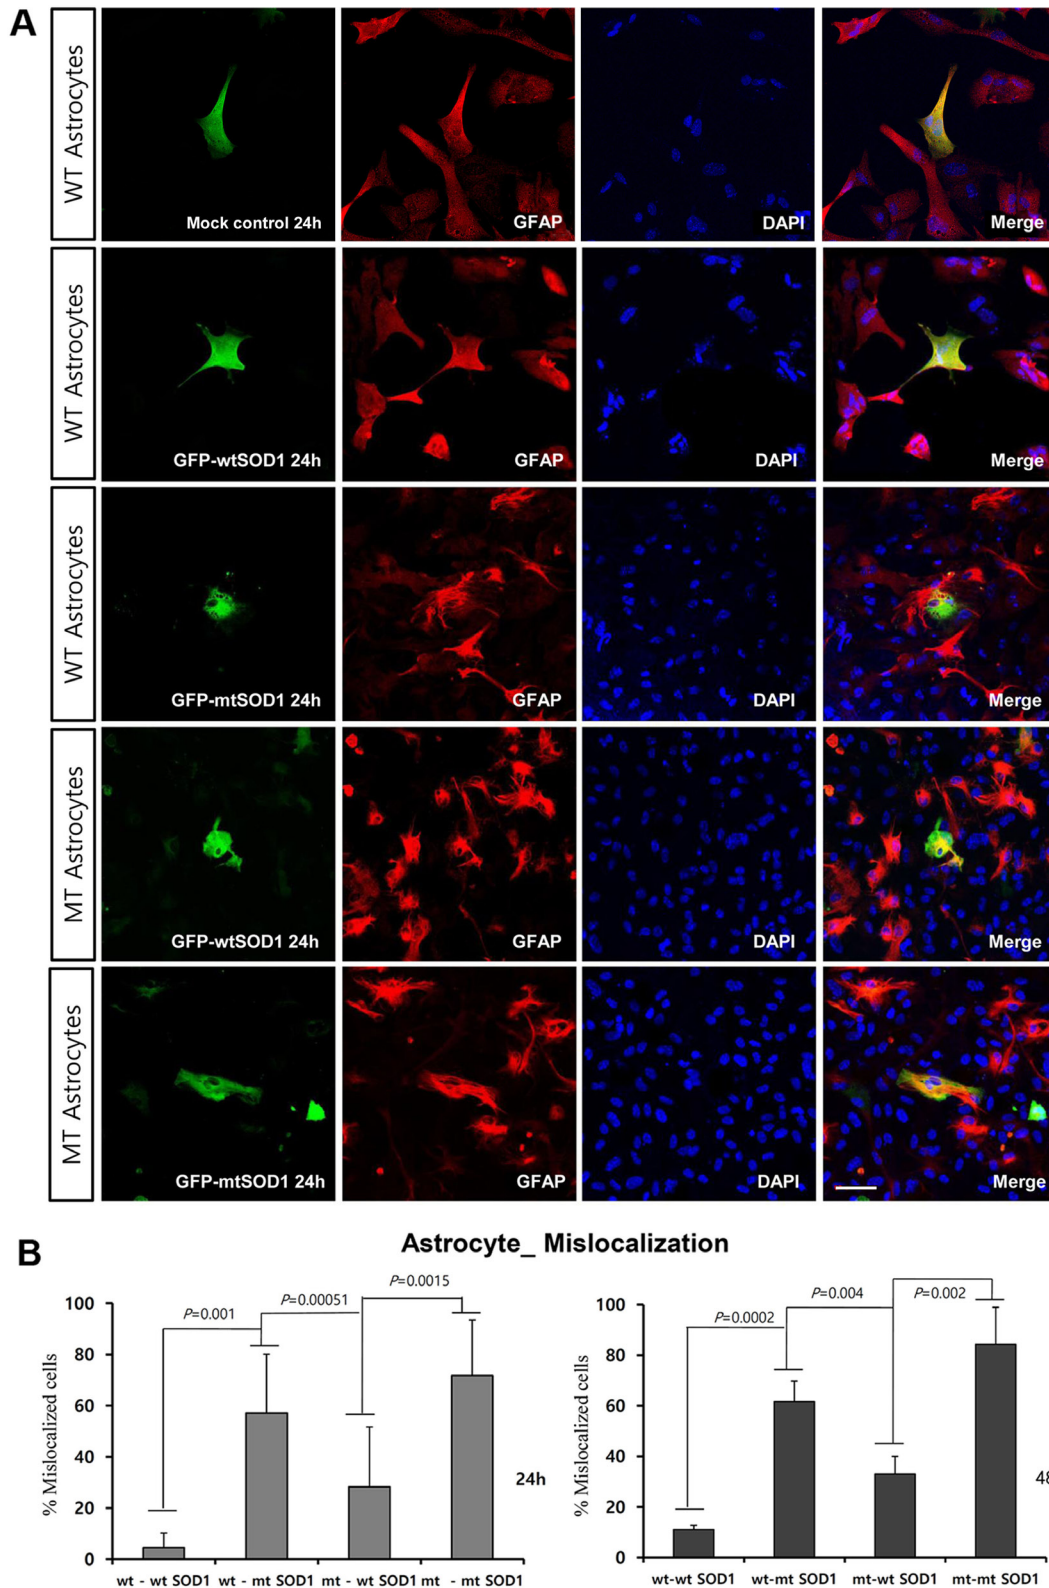 A
WT Astrocytes
Mock control 24h
GFAP
DAPI
Merge
WT Astrocytes
GFP-wtSOD1 24h
GFAP
DAPI
Merge
WT Astrocytes
GFP-mtSOD1 24h
GFAP
DAPI
Merge
MT Astrocytes
GFP-wtSOD1 24h
GFAP
DAPI
Merge
MT Astrocytes
GFP-mtSOD1 24h
GFAP
DAPI
Merge
B
Astrocyte_ Mislocalization
% Mislocalized cells
100
80
60
40
20
0
P=0.001
P=0.00051
P=0.0015
24h
wt - wt SOD1
wt - mt SOD1
mt - wt SOD1
mt - mt SOD1
% Mislocalized cells
100
80
60
40
20
0
P=0.0002
P=0.004
P=0.002
48
wt-wt SOD1
wt-mt SOD1
mt-wt SOD1
mt-mt SOD1